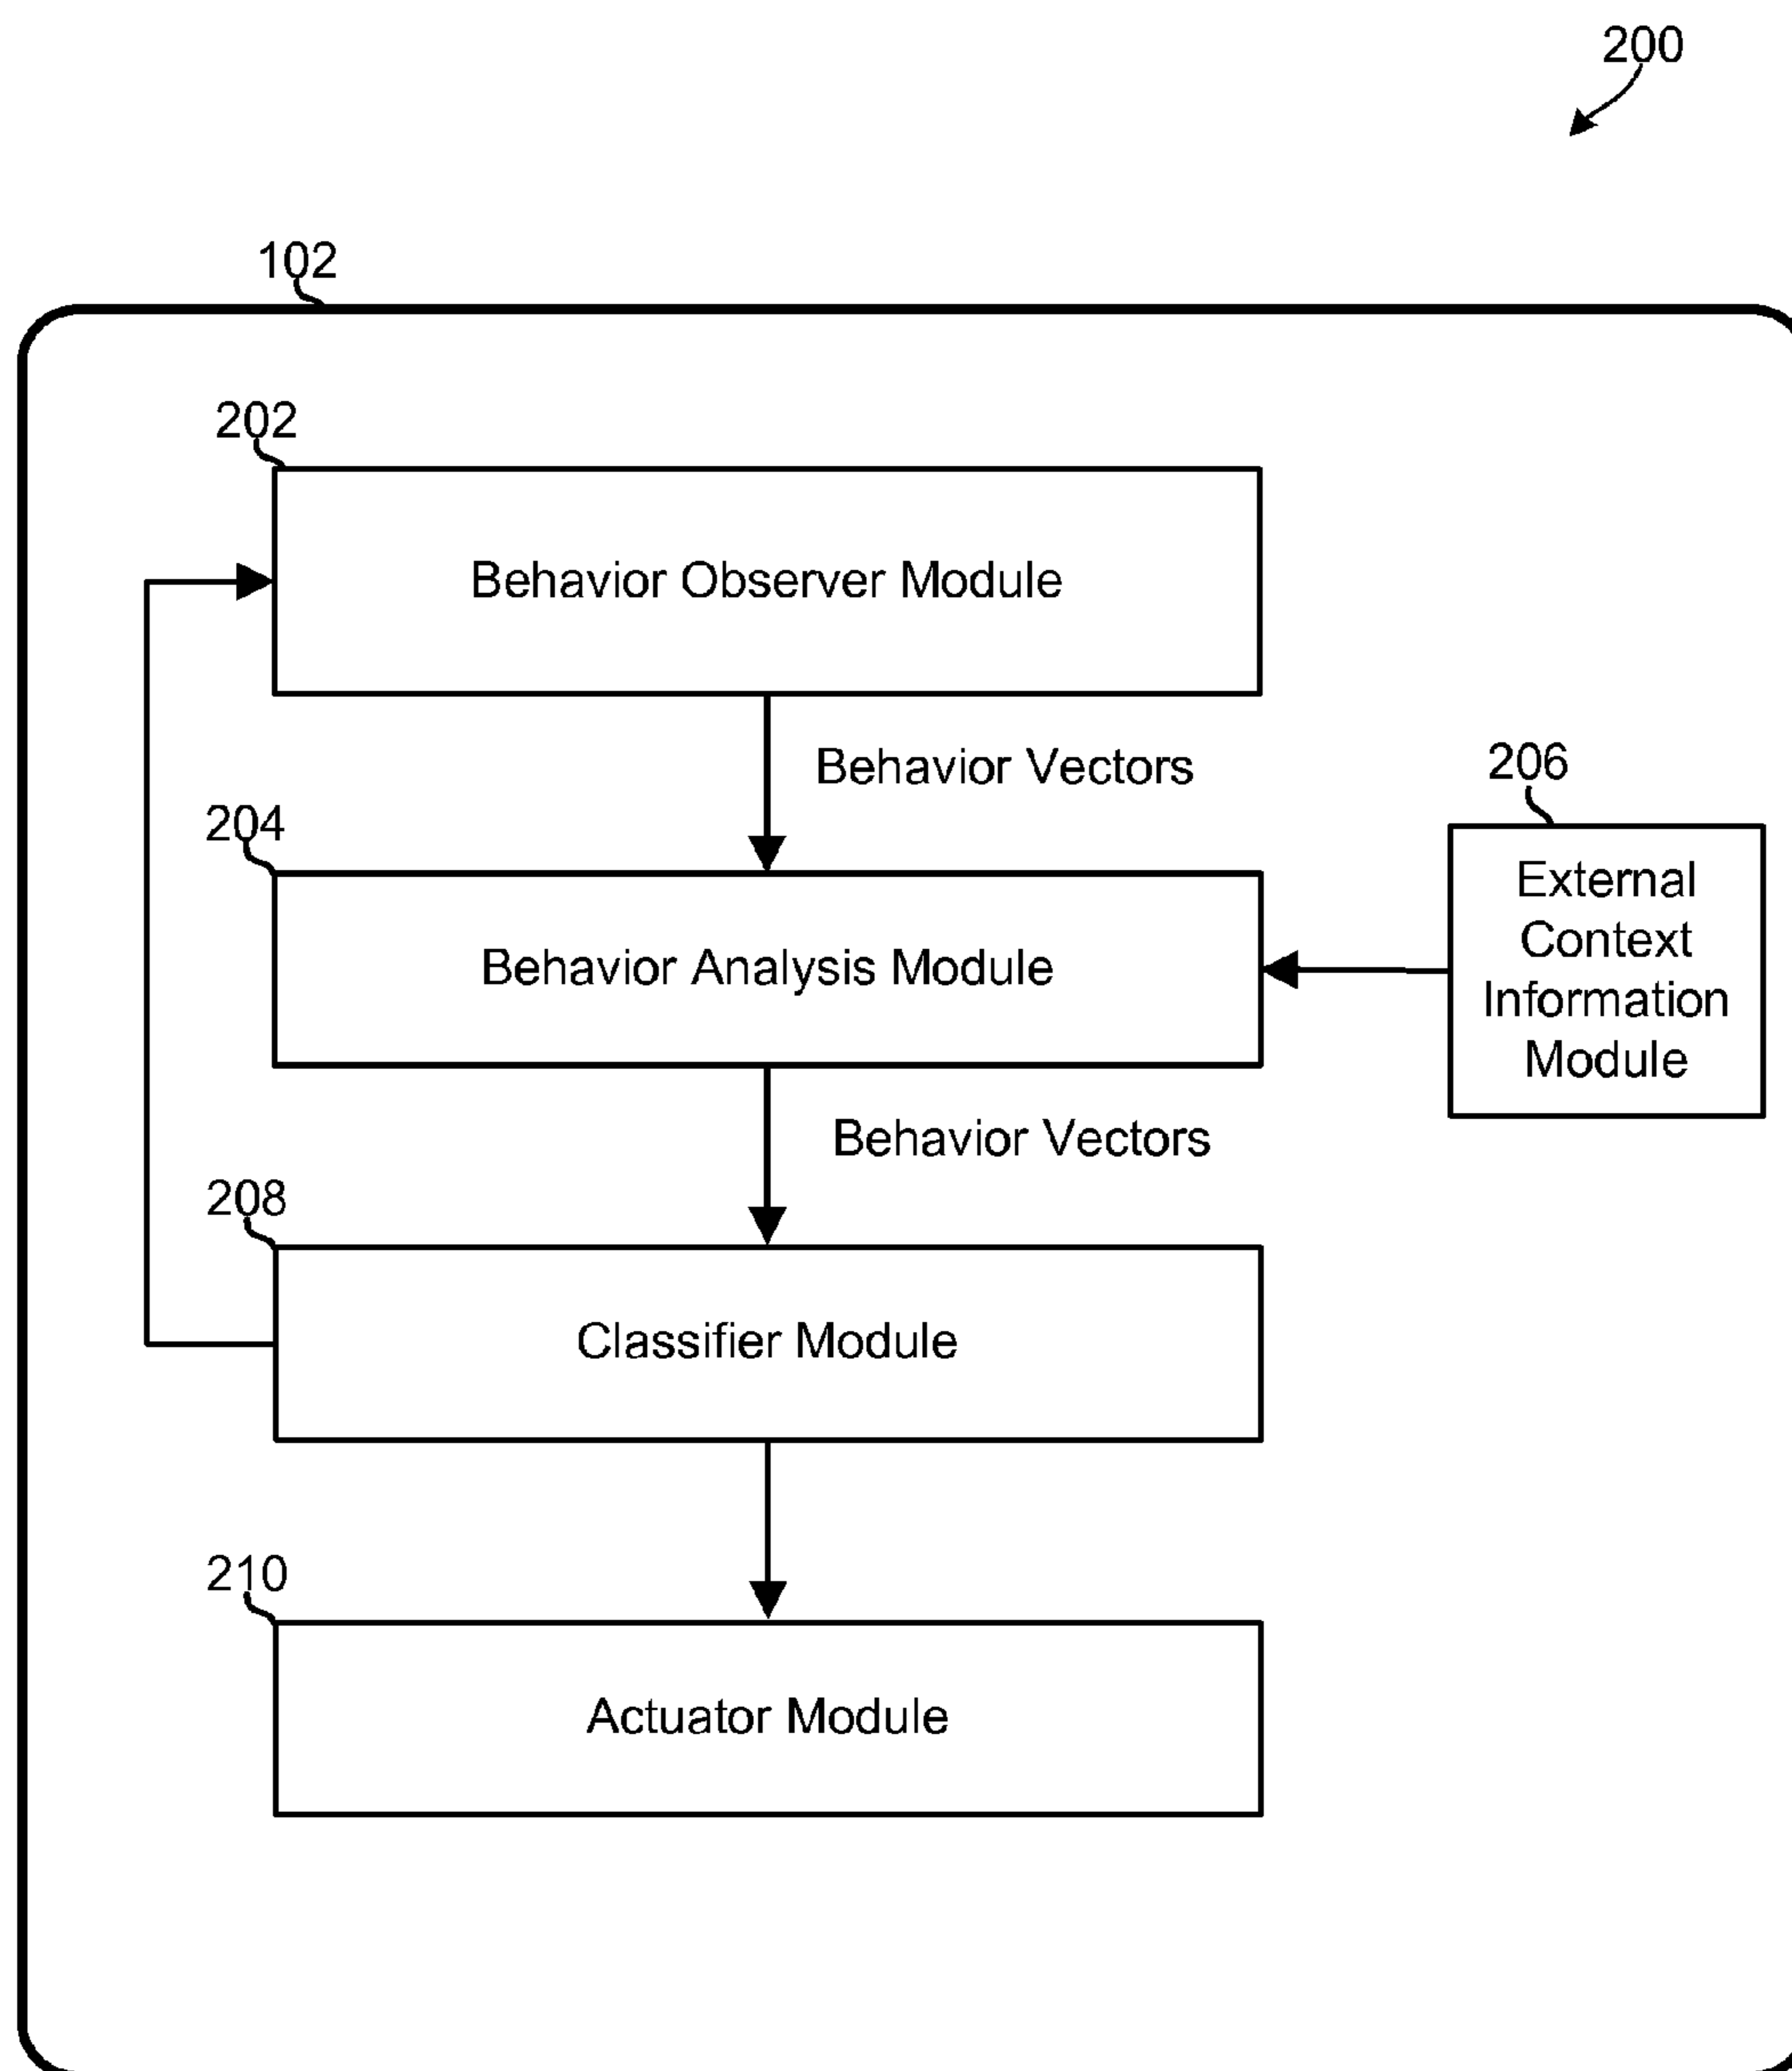 200
102
202
Behavior Observer Module
Behavior Vectors
206
204
External
Context
Information
Module
Behavior Analysis Module
Behavior Vectors
208
Classifier Module
210
Actuator Module